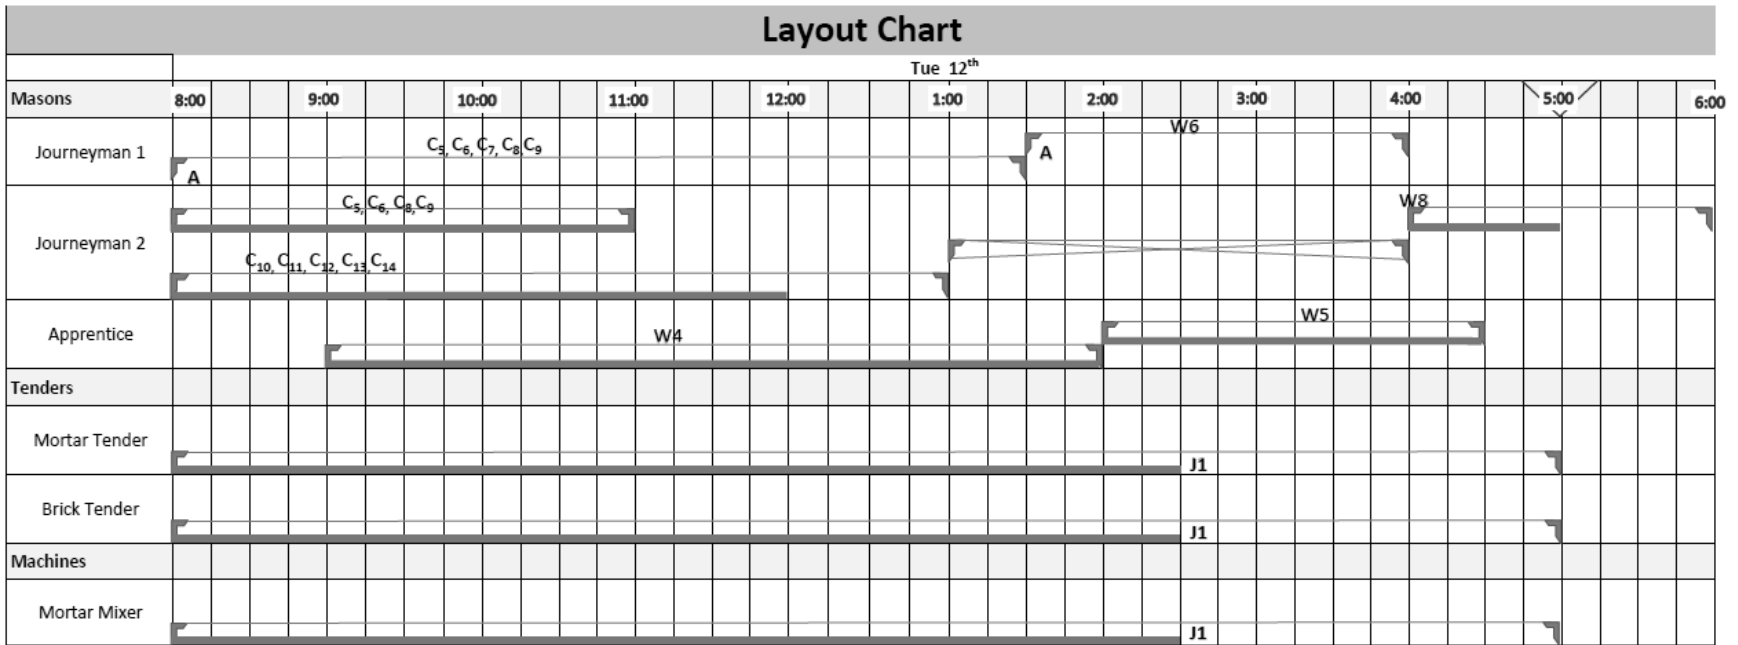 Layout Chart
Tue 12th
Masons 8:00 9:00 10:00 11:00 12:00 1:00 2:00 3:00 4:00 5:00 6:00
W6
Journeyman 1 C5, C6, C7, C8, C9 A
A
C5, C6, C8, C9 W8
Journeyman 2
C10, C11, C12, C13, C14
W5
Apprentice W4
Tenders
Mortar Tender
J1
Brick Tender
J1
Machines
Mortar Mixer
J1